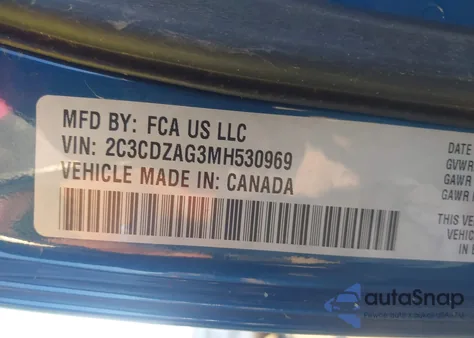 MFD BY: FCA US LLC
VIN: 2C3CDZAG3MH530969
VEHICLE MADE IN: CANADA
DATE
GVWR
GAWR
GAWR
THIS VE
VEHIC
IN E
autoSnap